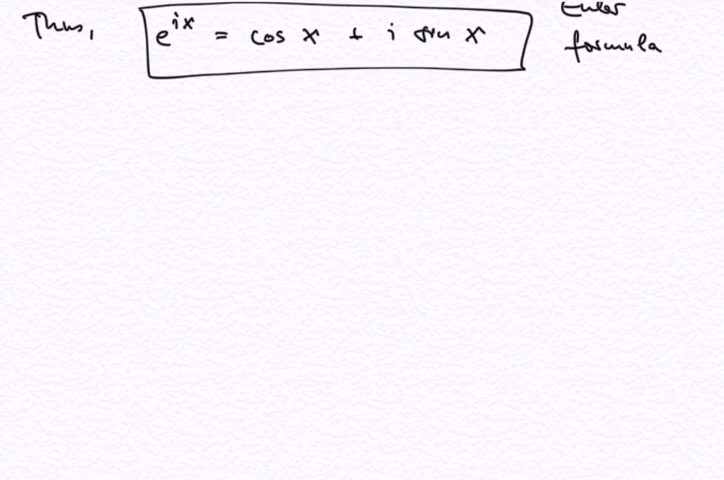 Thus, e^{ix} = cos x + i sin x Euler
formula